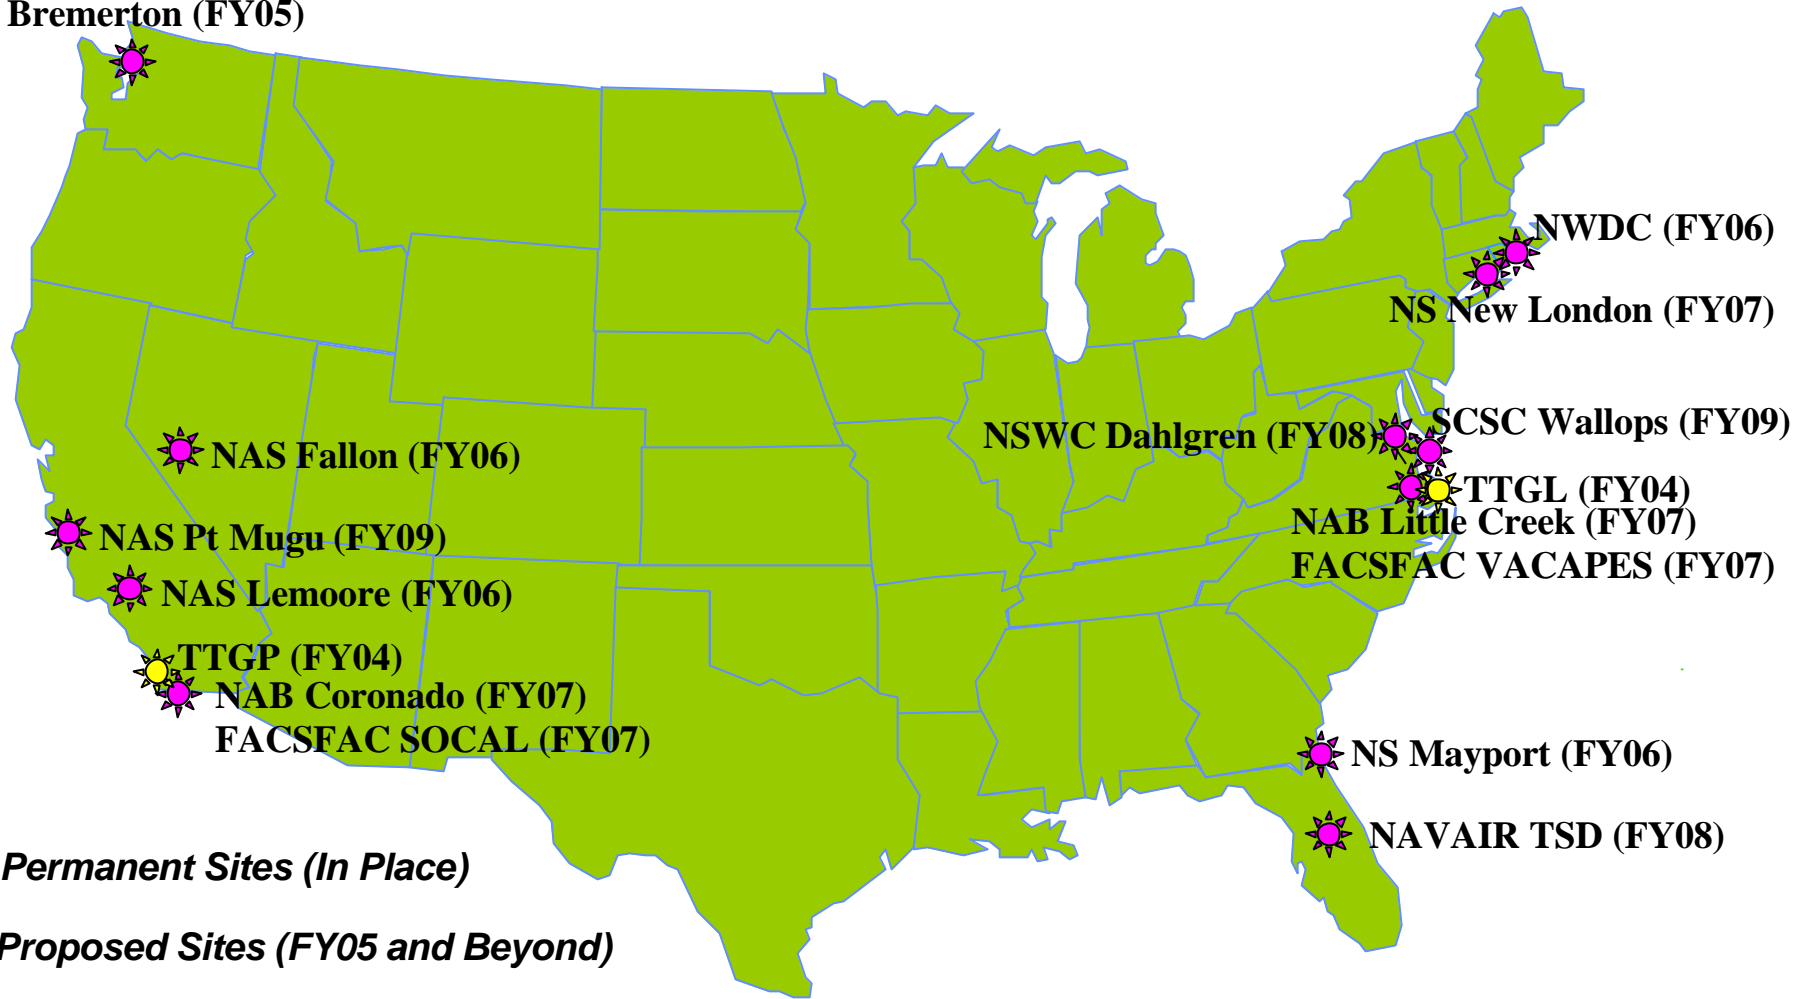 Bremerton (FY05)
NWDC (FY06)
NS New London (FY07)
NSWC Dahlgren (FY08)
SCSC Wallops (FY09)
NAS Fallon (FY06)
TTGL (FY04)
NAB Little Creek (FY07)
FACSFAC VACAPES (FY07)
NAS Pt Mugu (FY09)
NAS Lemoore (FY06)
TTGP (FY04)
NAB Coronado (FY07)
FACSFAC SOCAL (FY07)
NS Mayport (FY06)
NAVAIR TSD (FY08)
Permanent Sites (In Place)
Proposed Sites (FY05 and Beyond)